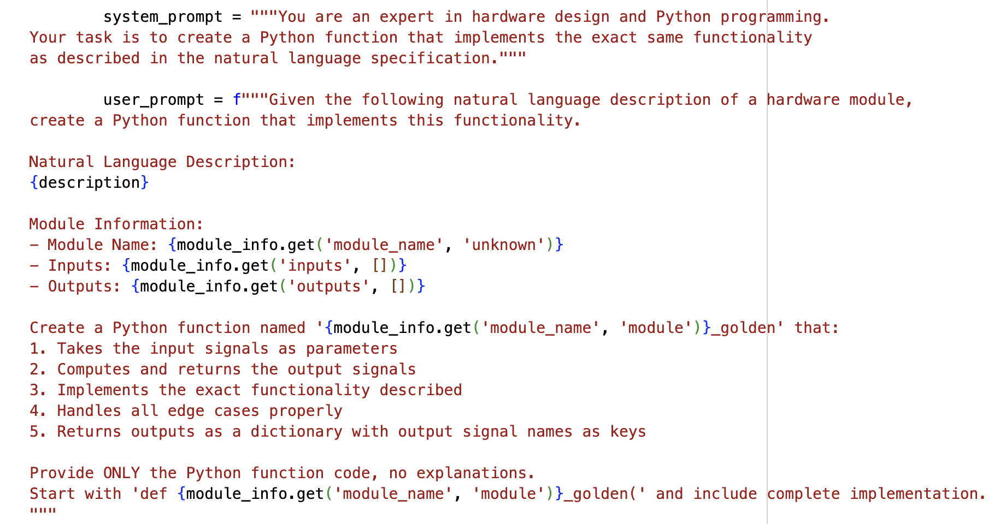 system_prompt = """You are an expert in hardware design and Python programming.
Your task is to create a Python function that implements the exact same functionality
as described in the natural language specification."""
user_prompt = f"""Given the following natural language description of a hardware module,
create a Python function that implements this functionality.
Natural Language Description:
{description}
Module Information:
- Module Name: {module_info.get('module_name', 'unknown')}
- Inputs: {module_info.get('inputs', [])}
- Outputs: {module_info.get('outputs', [])}
Create a Python function named '{module_info.get('module_name', 'module')}_golden' that:
1. Takes the input signals as parameters
2. Computes and returns the output signals
3. Implements the exact functionality described
4. Handles all edge cases properly
5. Returns outputs as a dictionary with output signal names as keys
Provide ONLY the Python function code, no explanations.
Start with 'def {module_info.get('module_name', 'module')}_golden(' and include complete implementation.
"""